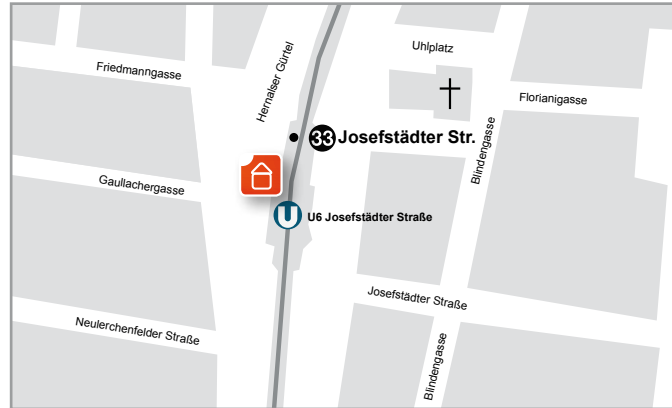 Uhlplatz
Friedmanngasse
Hernalser Gürtel
Florianigasse
33 Josefstädter Str.
Blindengasse
Gaullachergasse
U U6 Josefstädter Straße
Josefstädter Straße
Neulerchenfelder Straße
Blindengasse